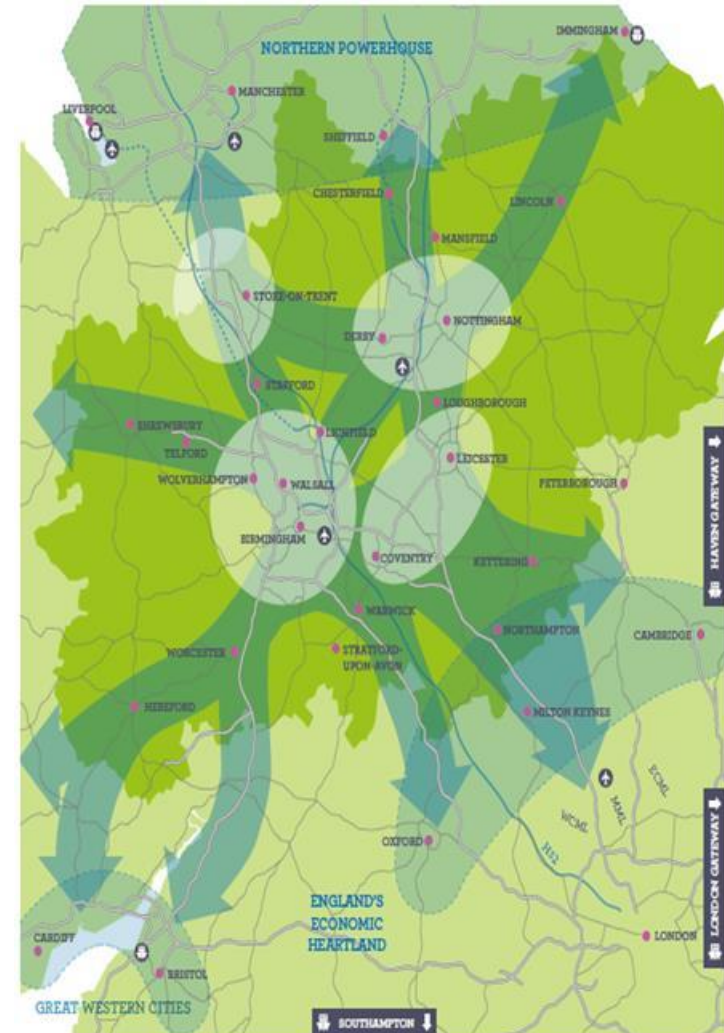 IMMINGHAM
NORTHERN POWERHOUSE
MANCHESTER
LIVERPOOL
SHEFFIELD
CHESTERFIELD
LINCOLN
MANSFIELD
STOKE-ON-TRENT
NOTTINGHAM
DERBY
STAFFORD
LOUGHBOROUGH
SHREWSBURY
LICHFIELD
TELFORD
LEICESTER
WOLVERHAMPTON
WALSALL
PETERBOROUGH
HAVEN GATEWAY
BIRMINGHAM
COVENTRY
KETTERING
WARWICK
NORTHAMPTON
CAMBRIDGE
WORCESTER
STRATFORD-
UPON-AVON
HEREFORD
MILTON KEYNES
ECML
MML
WCML
OXFORD
HS2
LONDON GATEWAY
ENGLAND'S
ECONOMIC
HEARTLAND
CARDIFF
LONDON
BRISTOL
GREAT WESTERN CITIES
SOUTHAMPTON